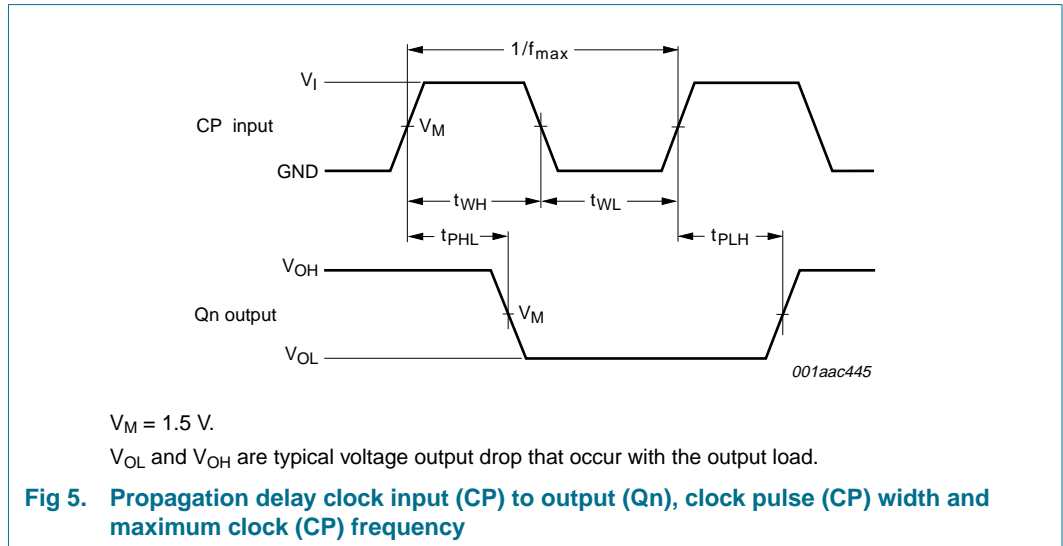 1/fmax
VI
CP input
VM
GND
tWH
tWL
tPHL
tPLH
VOH
Qn output
VM
VOL
001aac445
VM = 1.5 V.
VOL and VOH are typical voltage output drop that occur with the output load.
Fig 5. Propagation delay clock input (CP) to output (Qn), clock pulse (CP) width and
maximum clock (CP) frequency